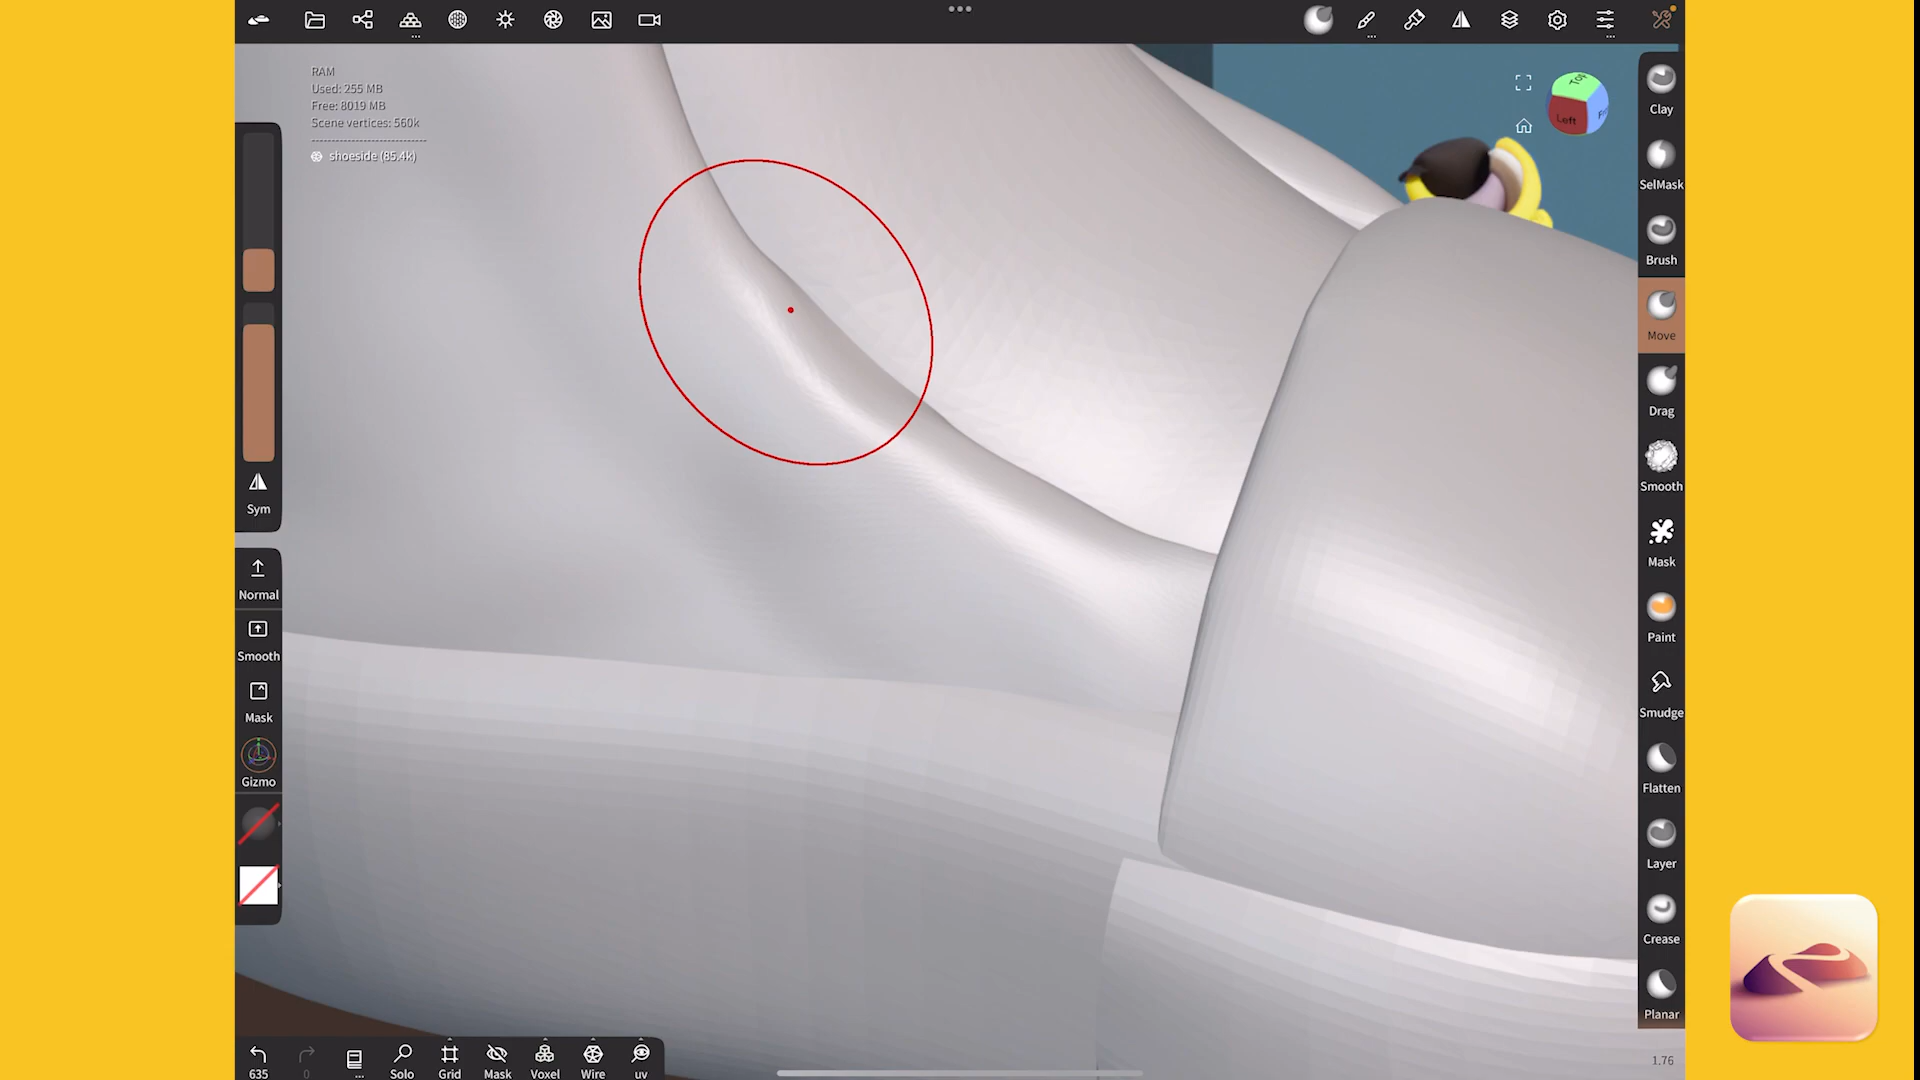 RAM
Used: 255 MB
Free: 8019 MB
Scene vertices: 560k
shoeside (85.4k)
Top
Left
Clay
SelMask
Brush
Move
Drag
Smooth
Mask
Paint
Smudge
Flatten
Layer
Crease
Planar
Sym
Normal
Smooth
Mask
Gizmo
635
0
Solo
Grid
Mask
Voxel
Wire
uv
1.76